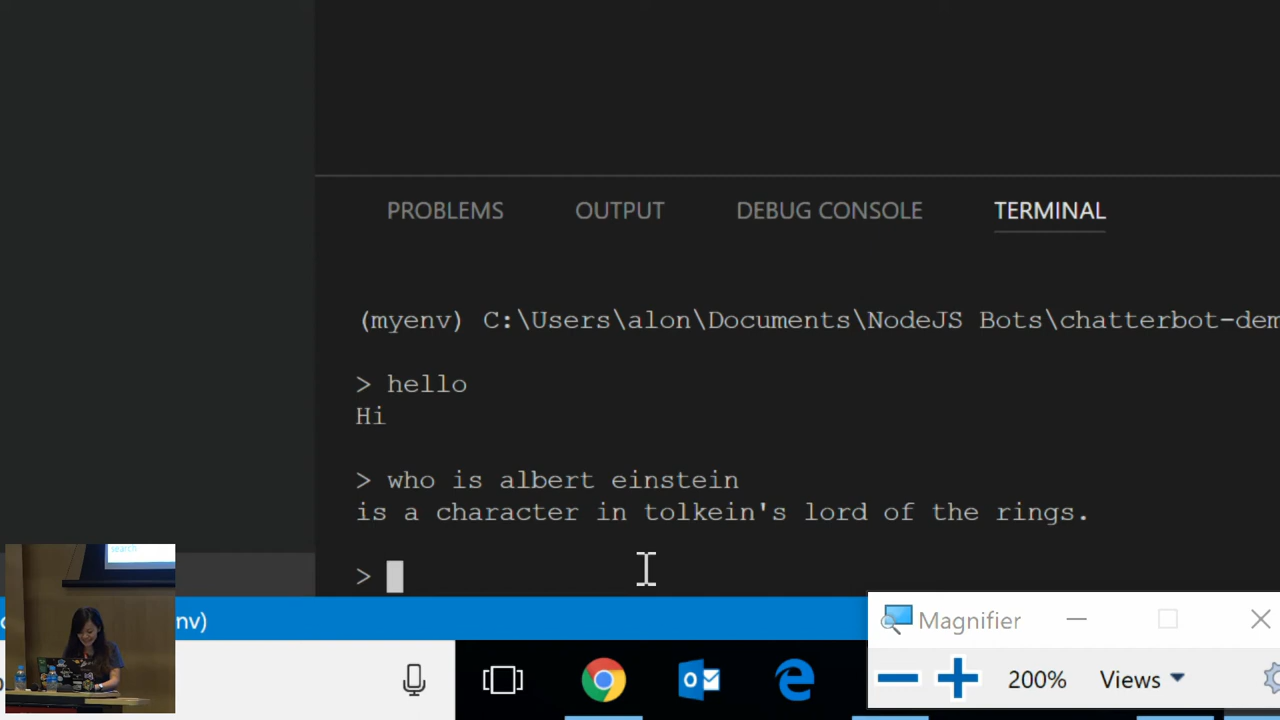 PROBLEMS OUTPUT DEBUG CONSOLE TERMINAL
(myenv) C:\Users\alon\Documents\NodeJS Bots\chatterbot-dem
> hello
Hi
> who is albert einstein
is a character in tolkein's lord of the rings.
>
search
nv)
Magnifier
200% Views